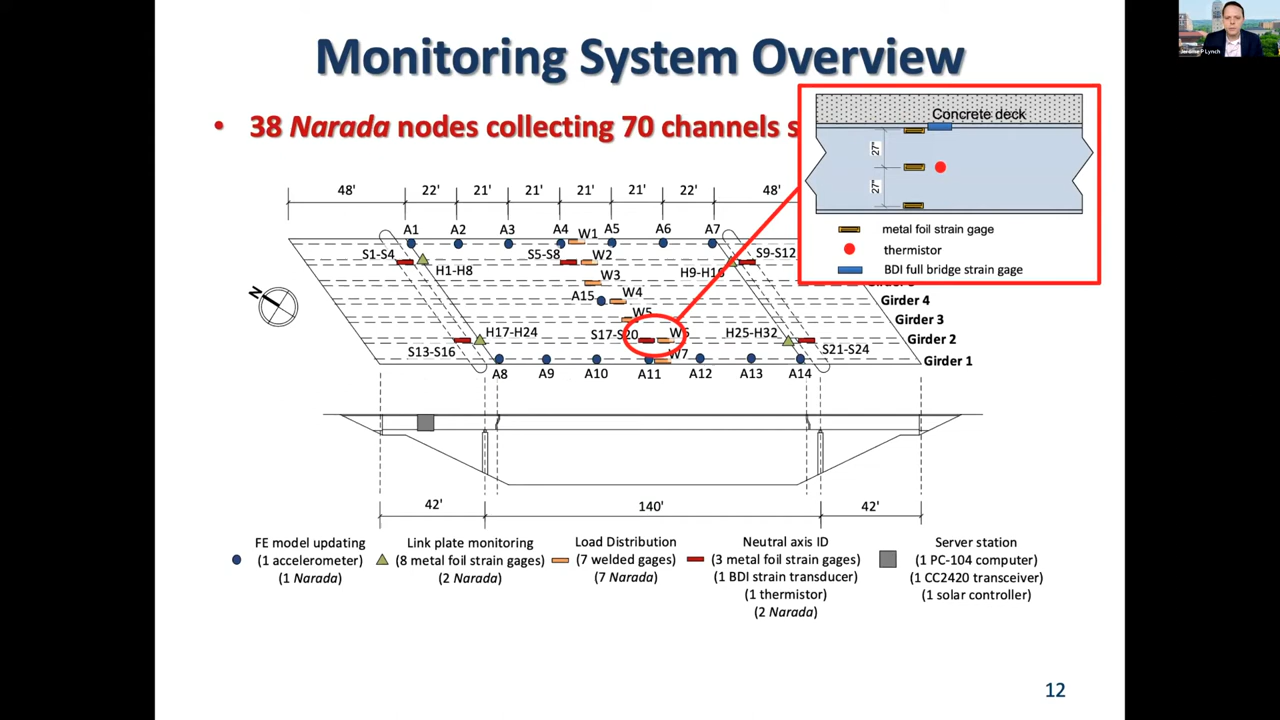 Monitoring System Overview
Jerome P Lynch
• 38 Narada nodes collecting 70 channels s
Concrete deck
27"
27"
metal foil strain gage
thermistor
BDI full bridge strain gage
48' 22' 21' 21' 21' 21' 22' 48'
A1 A2 A3 A4 W1 A5 A6 A7
S1-S4 S5-S8 W2 S9-S12
H1-H8 W3 H9-H16
A15 W4 Girder 4
N W5 Girder 3
H17-H24 S17-S20 W6 H25-H32 Girder 2
S13-S16 W7 S21-S24
Girder 1
A8 A9 A10 A11 A12 A13 A14
42' 140' 42'
FE model updating
(1 accelerometer)
(1 Narada)
Link plate monitoring
(8 metal foil strain gages)
(2 Narada)
Load Distribution
(7 welded gages)
(7 Narada)
Neutral axis ID
(3 metal foil strain gages)
(1 BDI strain transducer)
(1 thermistor)
(2 Narada)
Server station
(1 PC-104 computer)
(1 CC2420 transceiver)
(1 solar controller)
12